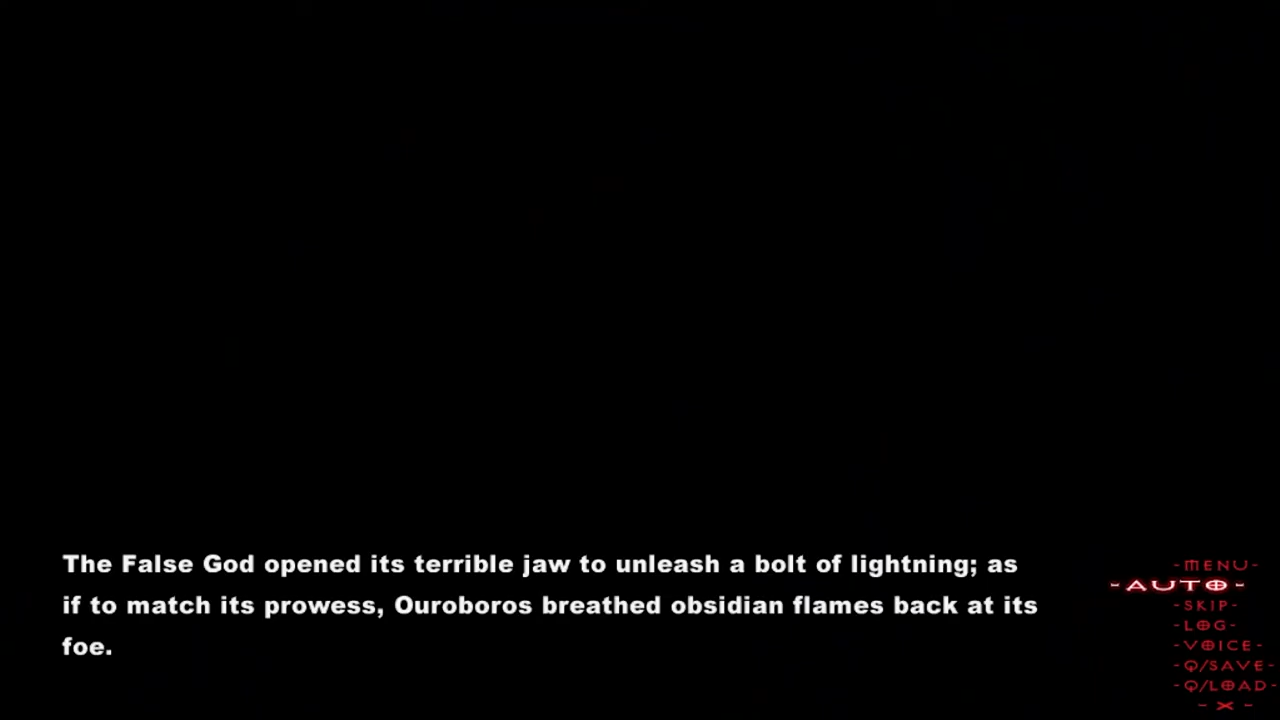 The False God opened its terrible jaw to unleash a bolt of lightning; as
if to match its prowess, Ouroboros breathed obsidian flames back at its
foe.
-MENU-
-AUTO-
-SKIP-
-LOG-
-VOICE-
-Q/SAVE-
-Q/LOAD-
-X-